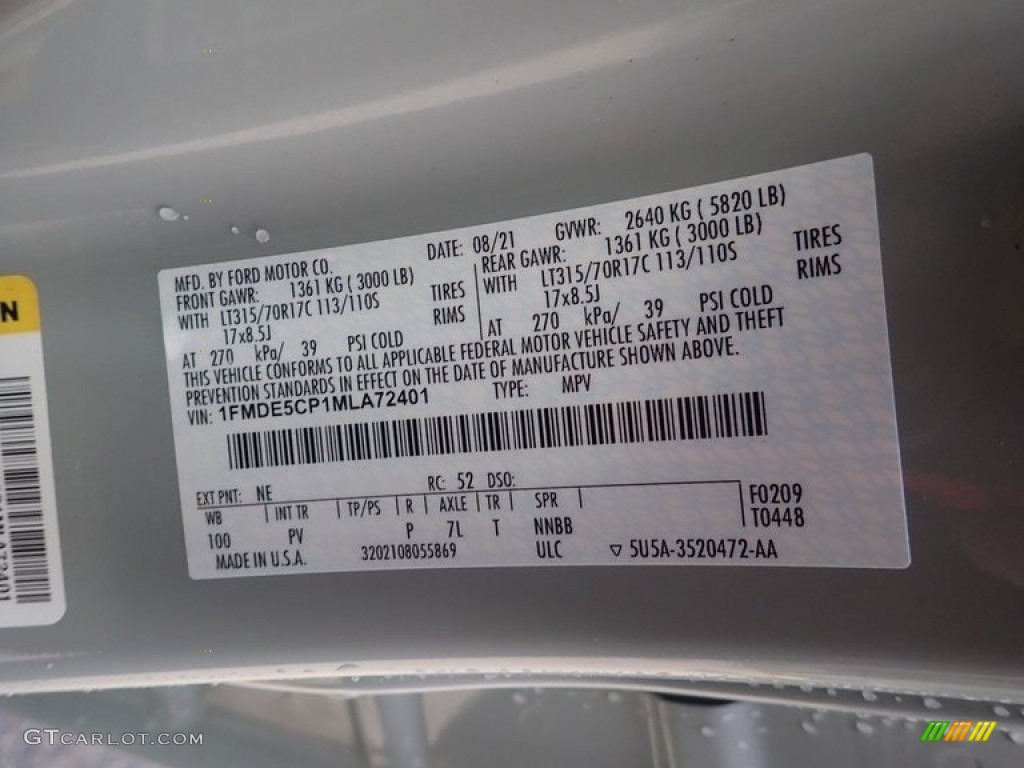 MFD. BY FORD MOTOR CO. DATE: 08/21 GVWR: 2640 KG ( 5820 LB)
FRONT GAWR: 1361 KG ( 3000 LB) REAR GAWR: 1361 KG ( 3000 LB)
WITH LT315/70R17C 113/110S TIRES WITH LT315/70R17C 113/110S TIRES
17x8.5J RIMS 17x8.5J RIMS
AT 270 kPa/ 39 PSI COLD AT 270 kPa/ 39 PSI COLD
THIS VEHICLE CONFORMS TO ALL APPLICABLE FEDERAL MOTOR VEHICLE SAFETY AND THEFT
PREVENTION STANDARDS IN EFFECT ON THE DATE OF MANUFACTURE SHOWN ABOVE.
VIN: 1FMDE5CP1MLA72401 TYPE: MPV
EXT PNT: NE RC: 52 DSO:
WB INT TR TP/PS R AXLE TR SPR F0209
100 PV P 7L T NNBB T0448
MADE IN U.S.A. 3202108055869 ULC ▽ 5U5A-3520472-AA
N
GTCARLOT.COM